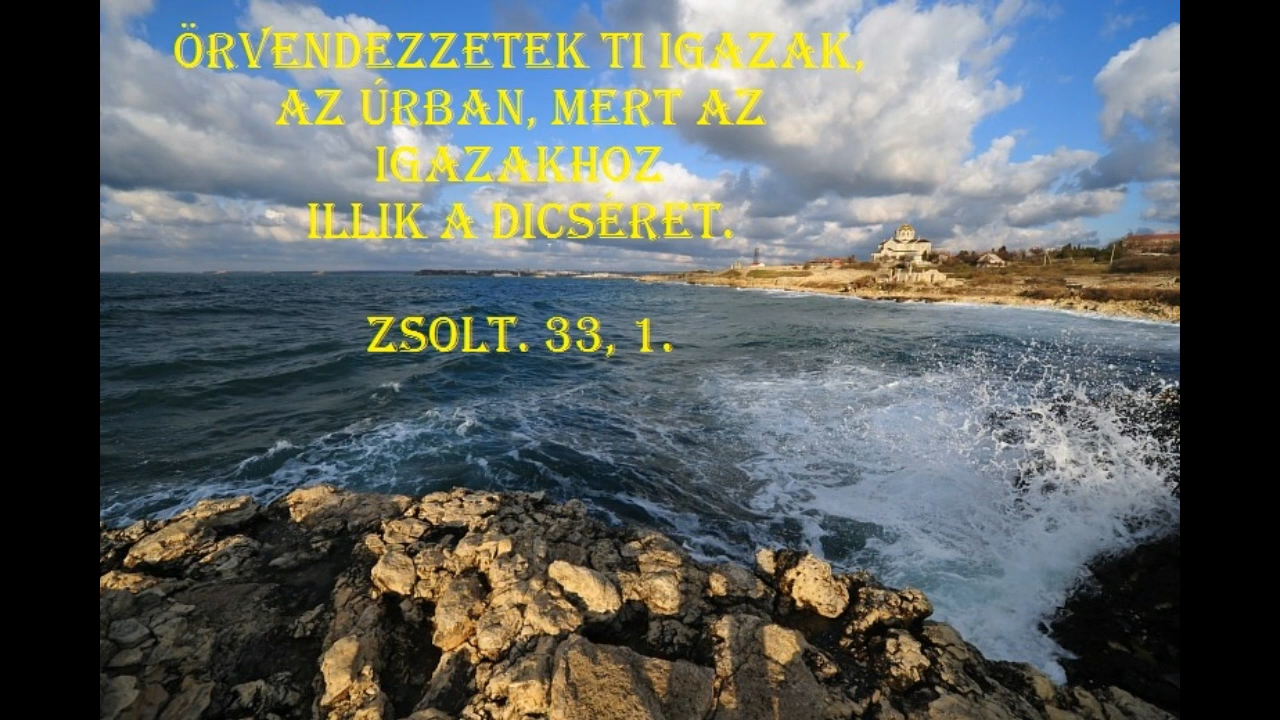 ÖRVENDEZZETEK TI IGAZAK,
AZ ÚRBAN, MERT AZ
IGAZAKHOZ
ILLIK A DICSÉRET.
ZSOLT. 33, 1.